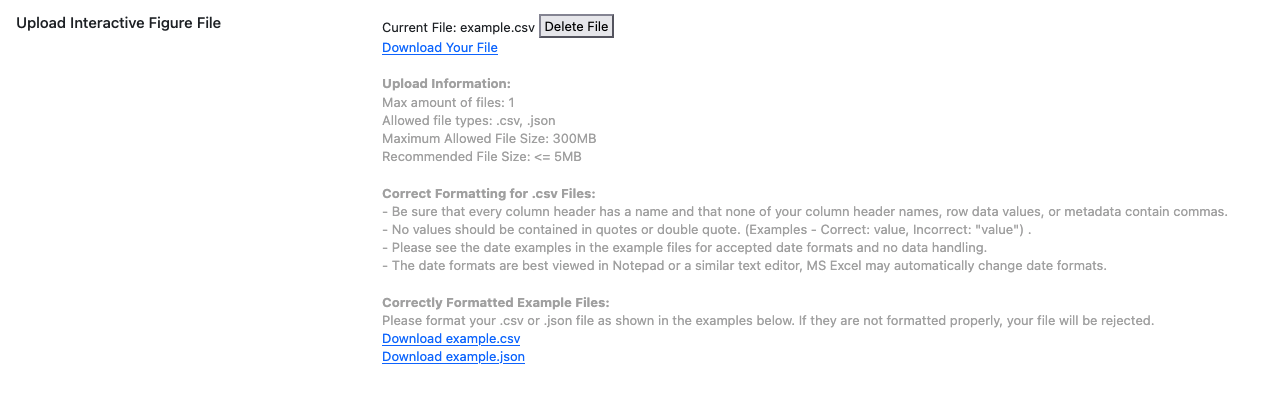 Upload Interactive Figure File
Current File: example.csv Delete File
Download Your File
Upload Information:
Max amount of files: 1
Allowed file types: .csv, .json
Maximum Allowed File Size: 300MB
Recommended File Size: <= 5MB
Correct Formatting for .csv Files:
- Be sure that every column header has a name and that none of your column header names, row data values, or metadata contain commas.
- No values should be contained in quotes or double quote. (Examples - Correct: value, Incorrect: "value") .
- Please see the date examples in the example files for accepted date formats and no data handling.
- The date formats are best viewed in Notepad or a similar text editor, MS Excel may automatically change date formats.
Correctly Formatted Example Files:
Please format your .csv or .json file as shown in the examples below. If they are not formatted properly, your file will be rejected.
Download example.csv
Download example.json